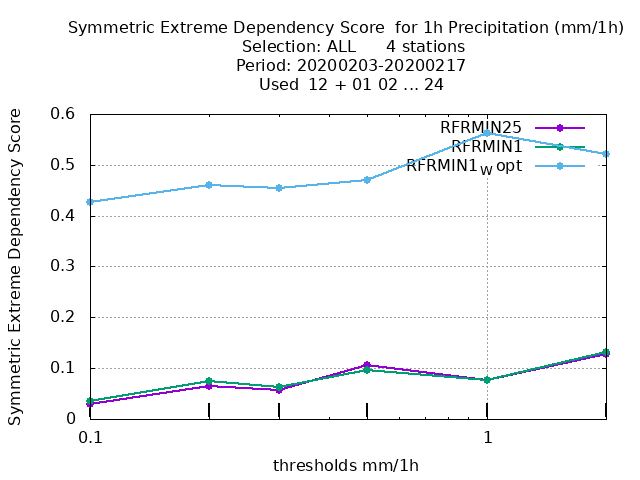 Symmetric Extreme Dependency Score  for 1h Precipitation (mm/1h)
Selection: ALL      4 stations
Period: 20200203-20200217
Used  12 + 01 02 ... 24
Symmetric Extreme Dependency Score
0.6
0.5
0.4
0.3
0.2
0.1
0
RFRMIN25
RFRMIN1
RFRMIN1W opt
0.1
1
thresholds mm/1h